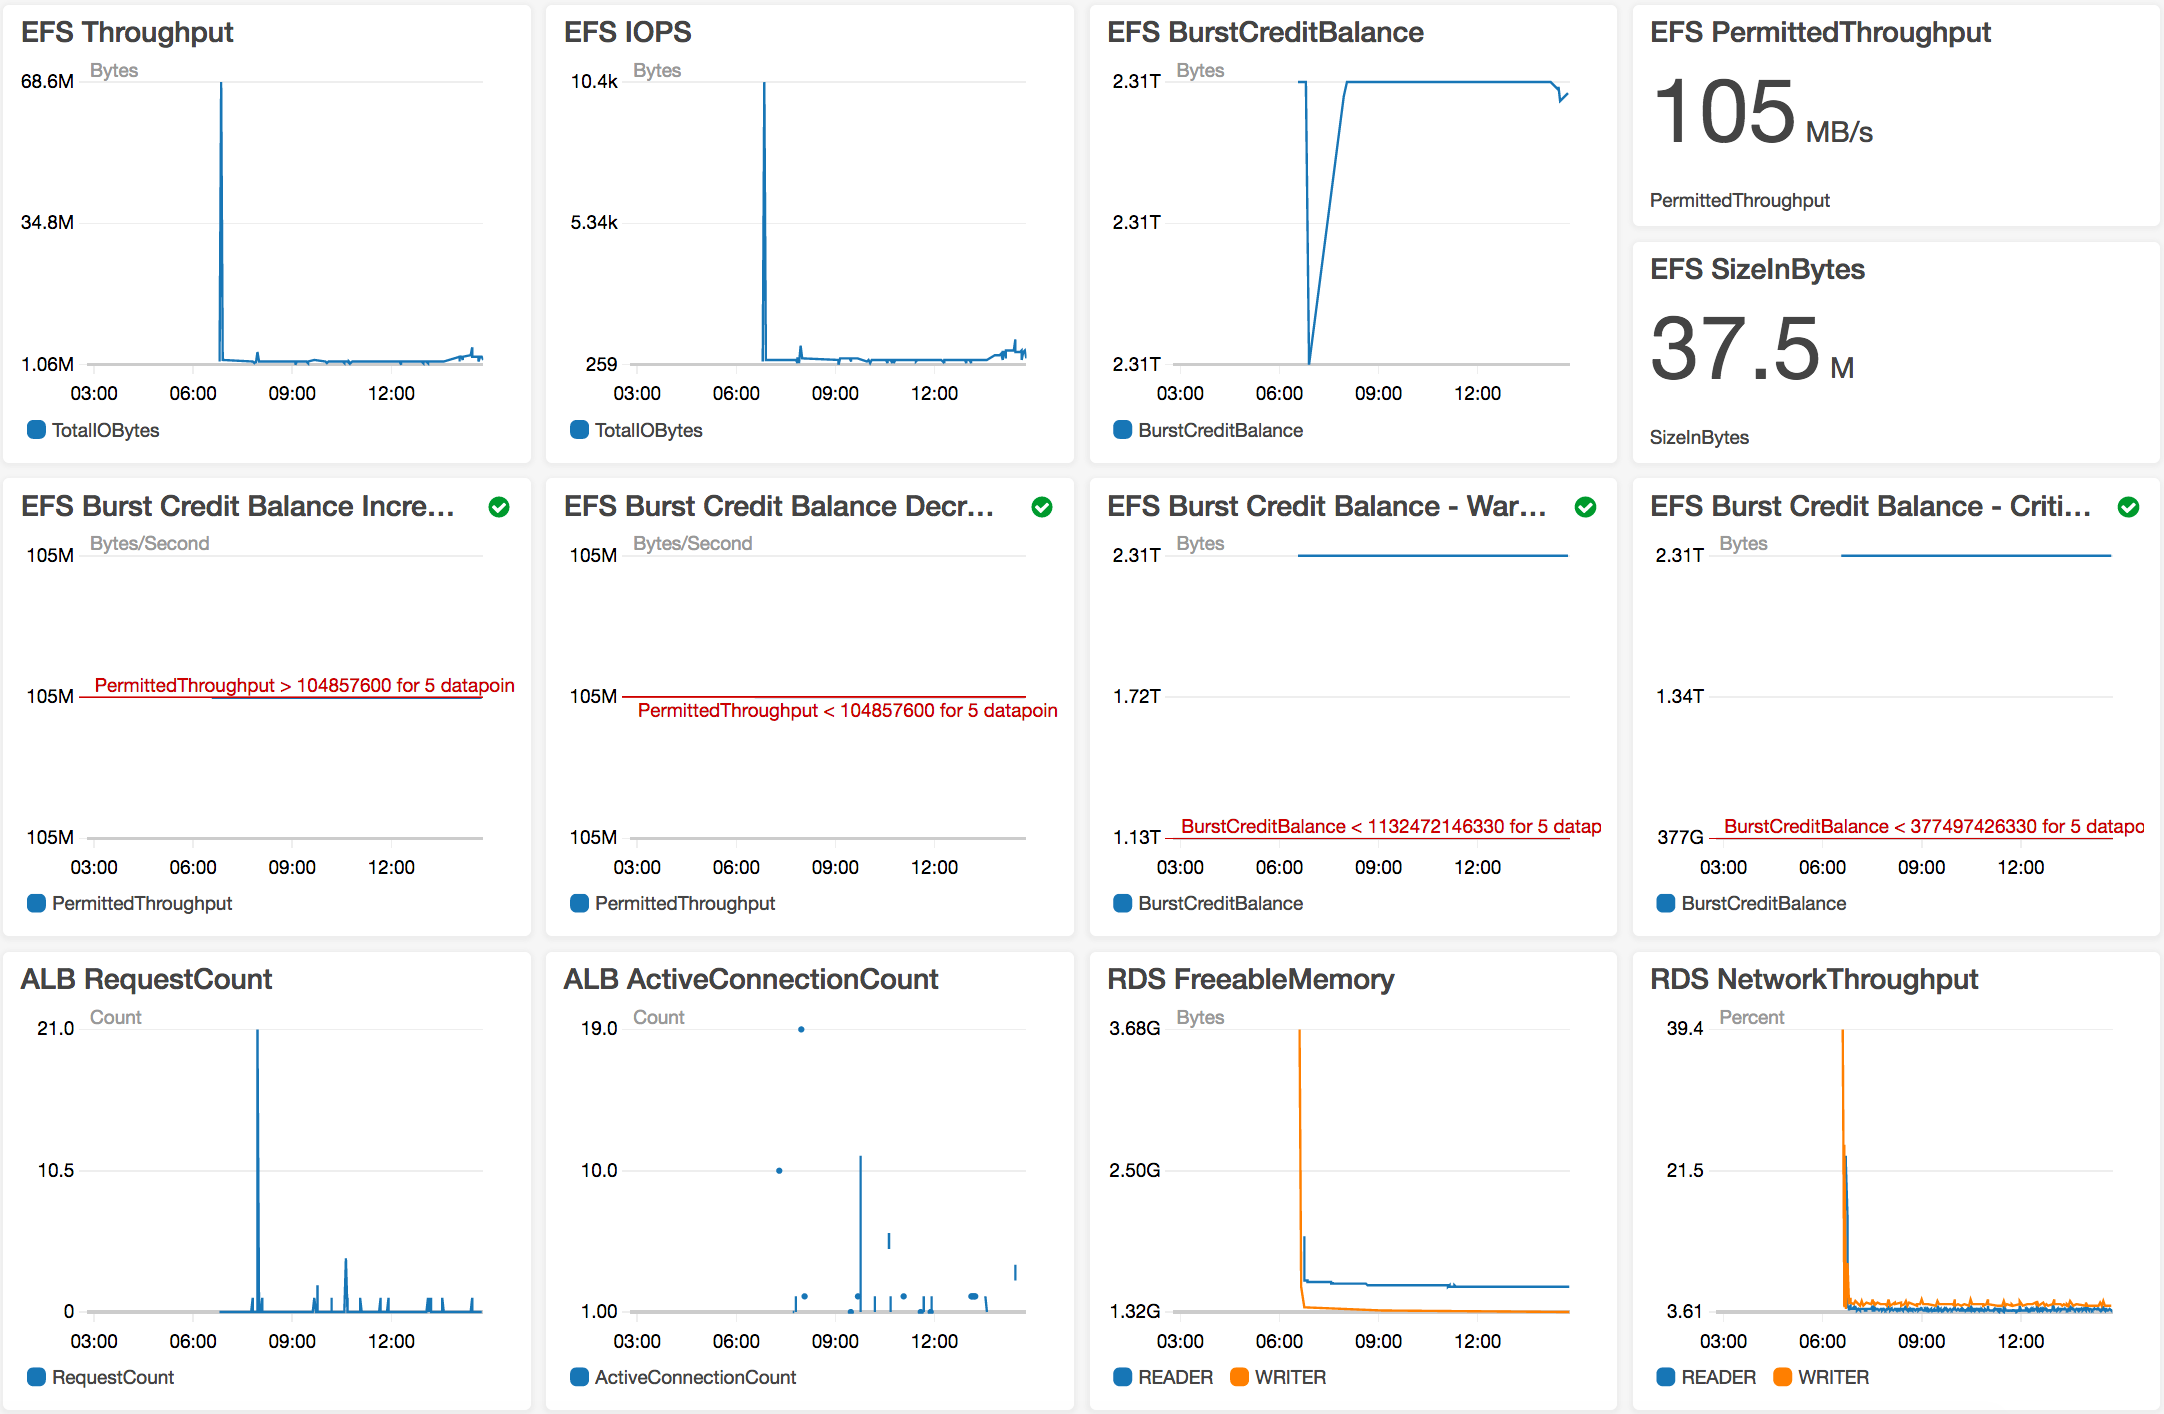 EFS Throughput
Bytes
68.6M
34.8M
1.06M
03:00 06:00 09:00 12:00
TotalIOBytes
EFS IOPS
Bytes
10.4k
5.34k
259
03:00 06:00 09:00 12:00
TotalIOBytes
EFS BurstCreditBalance
Bytes
2.31T
2.31T
2.31T
03:00 06:00 09:00 12:00
BurstCreditBalance
EFS PermittedThroughput
105 MB/s
PermittedThroughput
EFS SizeInBytes
37.5 M
SizeInBytes
EFS Burst Credit Balance Incre...
Bytes/Second
105M
PermittedThroughput > 104857600 for 5 datapoin
105M
105M
03:00 06:00 09:00 12:00
PermittedThroughput
EFS Burst Credit Balance Decr...
Bytes/Second
105M
105M
PermittedThroughput < 104857600 for 5 datapoin
105M
03:00 06:00 09:00 12:00
PermittedThroughput
EFS Burst Credit Balance - War...
Bytes
2.31T
1.72T
BurstCreditBalance < 1132472146330 for 5 datap
1.13T
03:00 06:00 09:00 12:00
BurstCreditBalance
EFS Burst Credit Balance - Criti...
Bytes
2.31T
1.34T
BurstCreditBalance < 377497426330 for 5 datapo
377G
03:00 06:00 09:00 12:00
BurstCreditBalance
ALB RequestCount
Count
21.0
10.5
0
03:00 06:00 09:00 12:00
RequestCount
ALB ActiveConnectionCount
Count
19.0
10.0
1.00
03:00 06:00 09:00 12:00
ActiveConnectionCount
RDS FreeableMemory
Bytes
3.68G
2.50G
1.32G
03:00 06:00 09:00 12:00
READER WRITER
RDS NetworkThroughput
Percent
39.4
21.5
3.61
03:00 06:00 09:00 12:00
READER WRITER